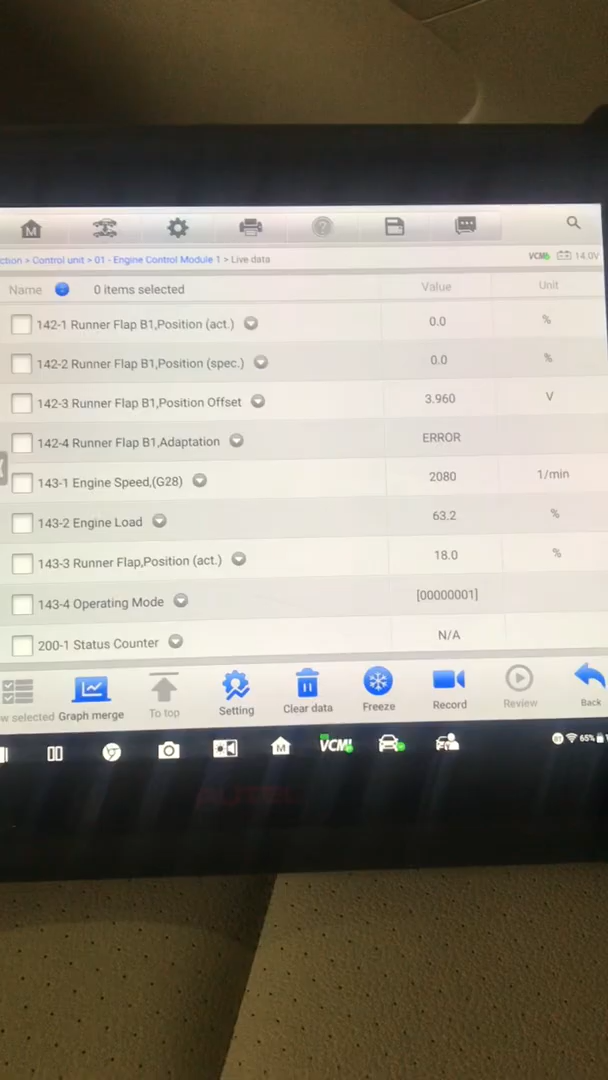 M
ction > Control unit > 01 - Engine Control Module 1 > Live data
VCMI 14.0V
Name 0 items selected Value Unit
142-1 Runner Flap B1,Position (act.) 0.0 %
142-2 Runner Flap B1,Position (spec.) 0.0 %
142-3 Runner Flap B1,Position Offset 3.960 V
142-4 Runner Flap B1,Adaptation ERROR
143-1 Engine Speed,(G28) 2080 1/min
143-2 Engine Load 63.2 %
143-3 Runner Flap,Position (act.) 18.0 %
143-4 Operating Mode [00000001]
200-1 Status Counter N/A
w selected Graph merge To top Setting Clear data Freeze Record Review Back
M VCMI 65%
AUTEL